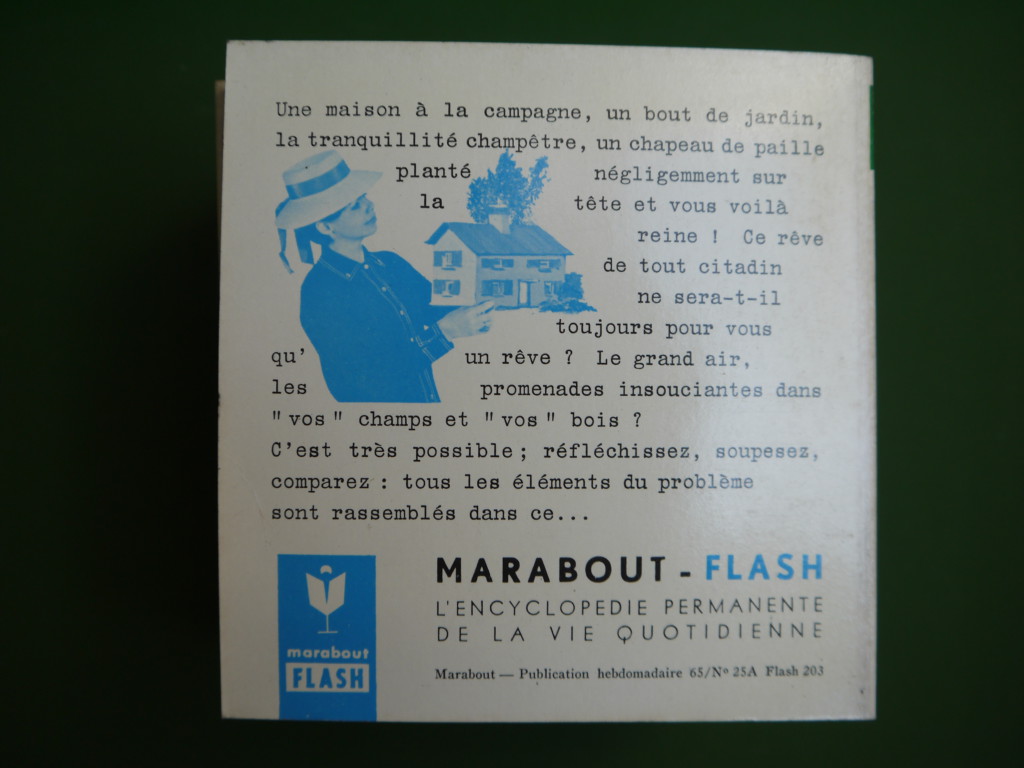 Une maison à la campagne, un bout de jardin,
la tranquillité champêtre, un chapeau de paille
planté négligemment sur
la tête et vous voilà
reine ! Ce rêve
de tout citadin
ne sera-t-il
toujours pour vous
qu' un rêve ? Le grand air,
les promenades insouciantes dans
"vos" champs et "vos" bois ?
C'est très possible; réfléchissez, soupesez,
comparez : tous les éléments du problème
sont rassemblés dans ce...
MARABOUT - FLASH
L'ENCYCLOPEDIE PERMANENTE
DE LA VIE QUOTIDIENNE
marabout
FLASH
Marabout — Publication hebdomadaire 65/Nº 25A Flash 203